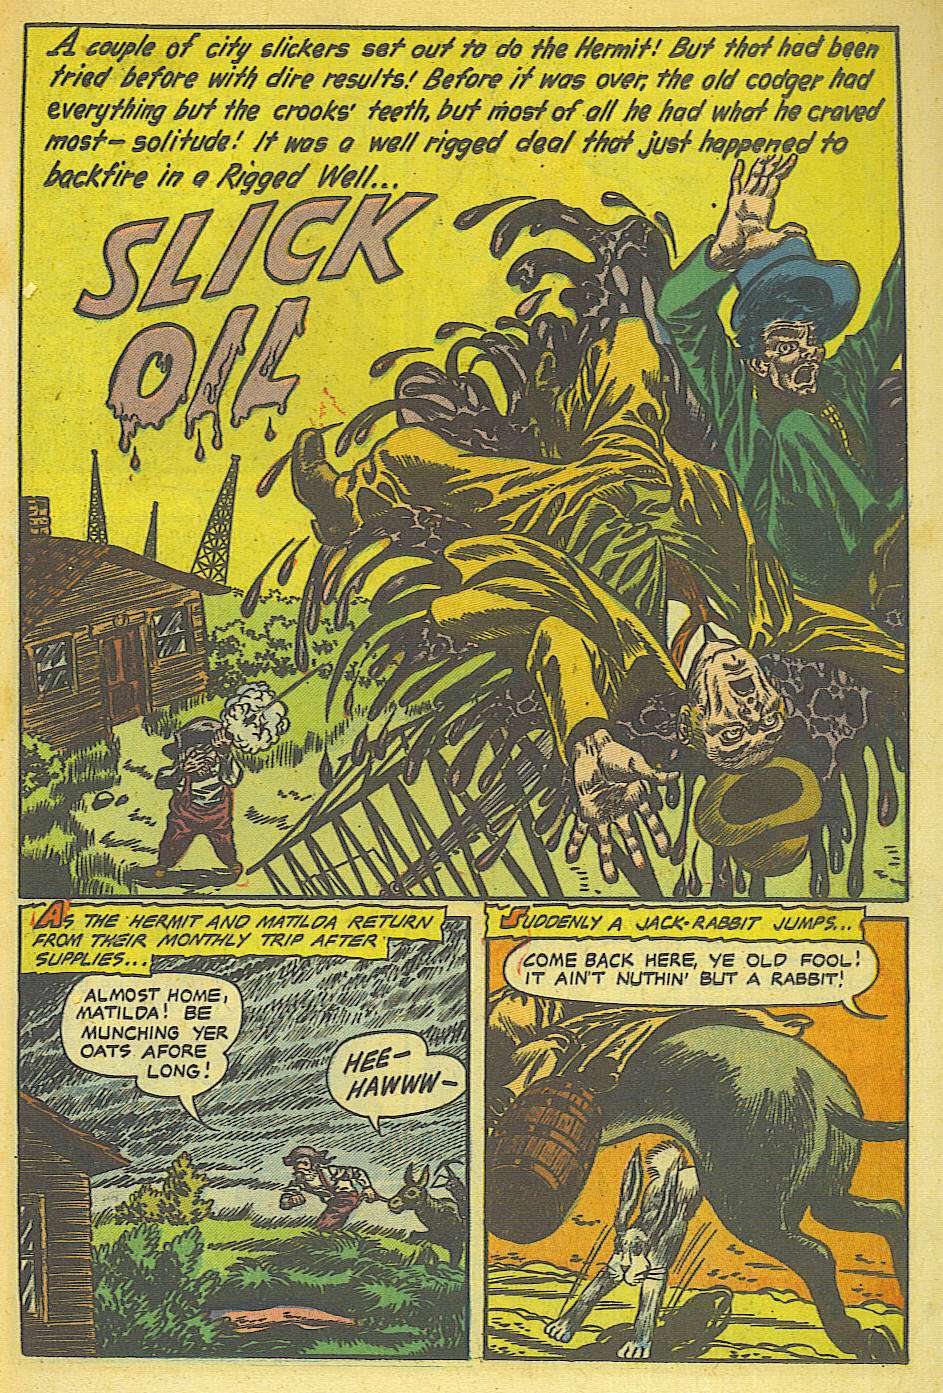 A couple of city slickers set out to do the Hermit! But that had been
tried before with dire results! Before it was over, the old codger had
everything but the crooks' teeth, but most of all he had what he craved
most—solitude! It was a well rigged deal that just happened to
backfire in a Rigged Well...
SLICK
OIL
AS THE HERMIT AND MATILDA RETURN
FROM THEIR MONTHLY TRIP AFTER
SUPPLIES...
ALMOST HOME,
MATILDA! BE
MUNCHING YER
OATS AFORE
LONG!
HEE-
HAWWW-
SUDDENLY A JACK-RABBIT JUMPS...
COME BACK HERE, YE OLD FOOL!
IT AIN'T NUTHIN' BUT A RABBIT!